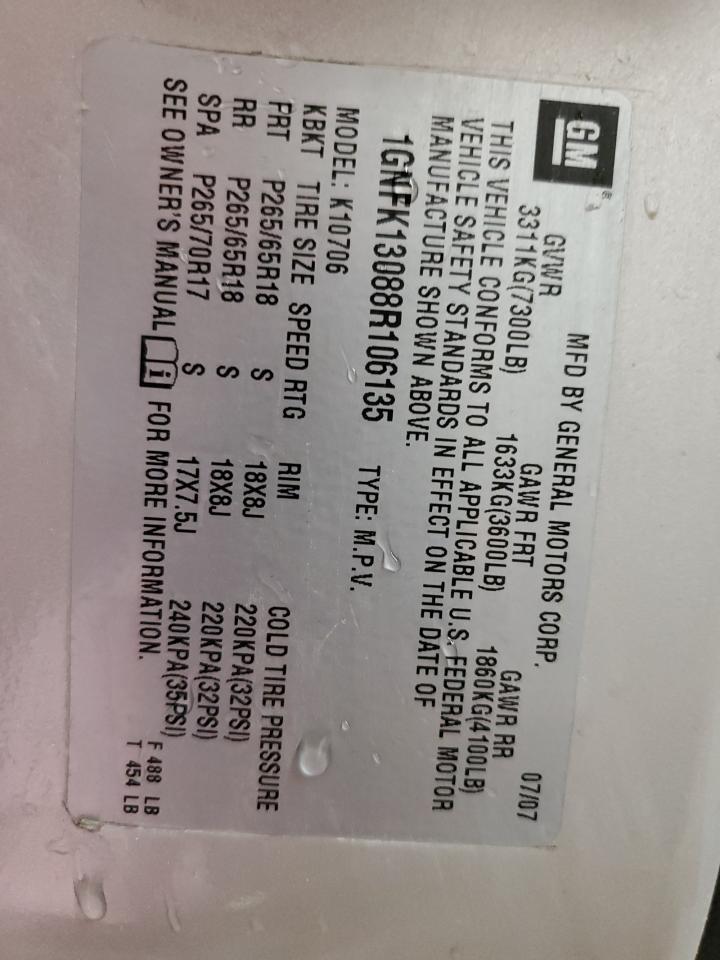 GM®
MFD BY GENERAL MOTORS CORP. 07/07
GVWR GAWR FRT GAWR RR
3311KG(7300LB) 1633KG(3600LB) 1860KG(4100LB)
THIS VEHICLE CONFORMS TO ALL APPLICABLE U.S. FEDERAL MOTOR
VEHICLE SAFETY STANDARDS IN EFFECT ON THE DATE OF
MANUFACTURE SHOWN ABOVE.
1GNFK13088R106135 TYPE: M.P.V.
MODEL: K10706
KBKT TIRE SIZE SPEED RTG RIM COLD TIRE PRESSURE
FRT P265/65R18 S 18X8J 220KPA(32PSI)
RR P265/65R18 S 18X8J 220KPA(32PSI)
SPA P265/70R17 S 17X7.5J 240KPA(35PSI)
SEE OWNER'S MANUAL i FOR MORE INFORMATION.
F 488 LB
T 454 LB